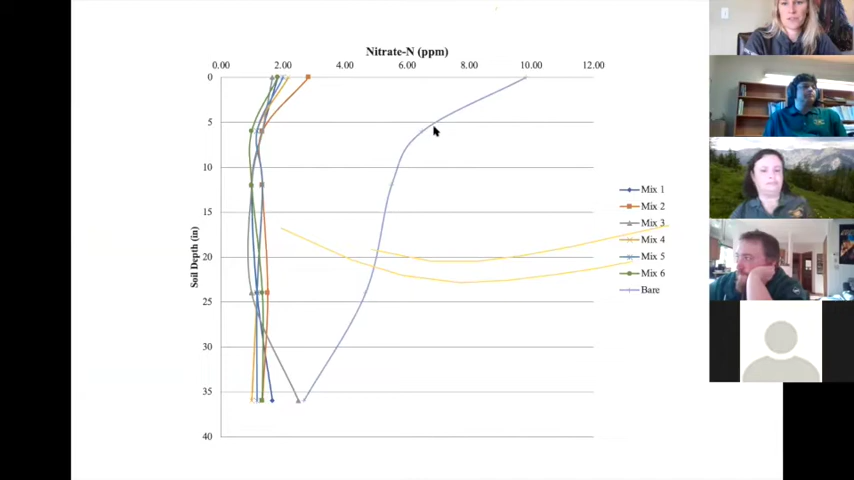 Nitrate-N (ppm)
0.00 2.00 4.00 6.00 8.00 10.00 12.00
0
5
10
15
20
25
30
35
40
Soil Depth (in)
Mix 1
Mix 2
Mix 3
Mix 4
Mix 5
Mix 6
Bare